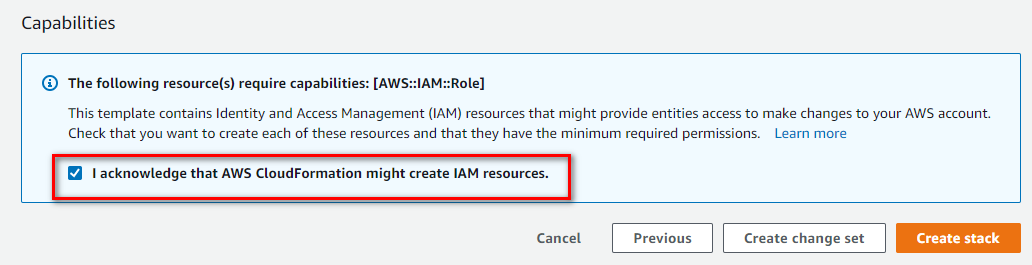 Capabilities
The following resource(s) require capabilities: [AWS::IAM::Role]
This template contains Identity and Access Management (IAM) resources that might provide entities access to make changes to your AWS account.
Check that you want to create each of these resources and that they have the minimum required permissions. Learn more
I acknowledge that AWS CloudFormation might create IAM resources.
Cancel Previous Create change set Create stack